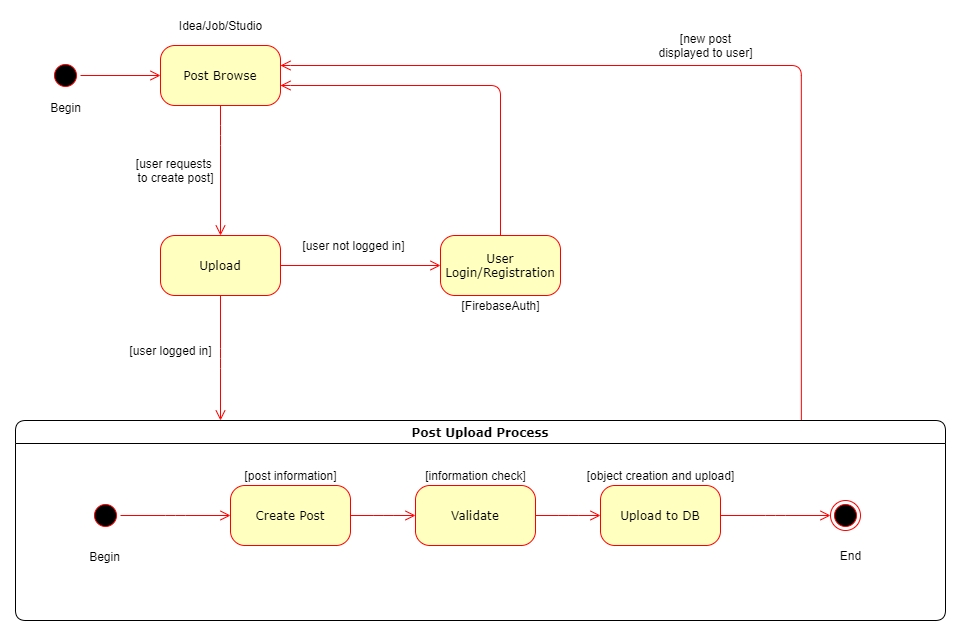 Idea/Job/Studio
[new post
displayed to user]
Post Browse
Begin
[user requests
to create post]
[user not logged in]
Upload
User
Login/Registration
[FirebaseAuth]
[user logged in]
Post Upload Process
[post information]
[information check]
[object creation and upload]
Create Post
Validate
Upload to DB
Begin
End